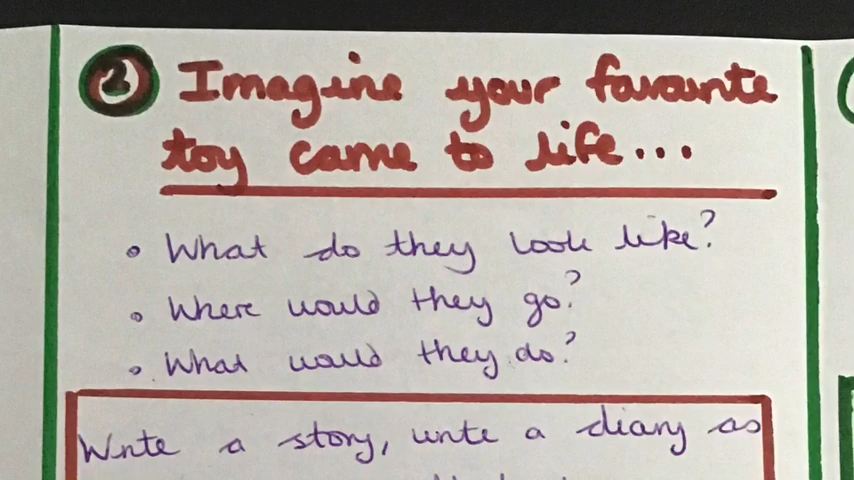 2 Imagine your favourite
toy came to life...
• What do they look like?
• Where would they go?
• What would they do?
Write a story, write a diary as